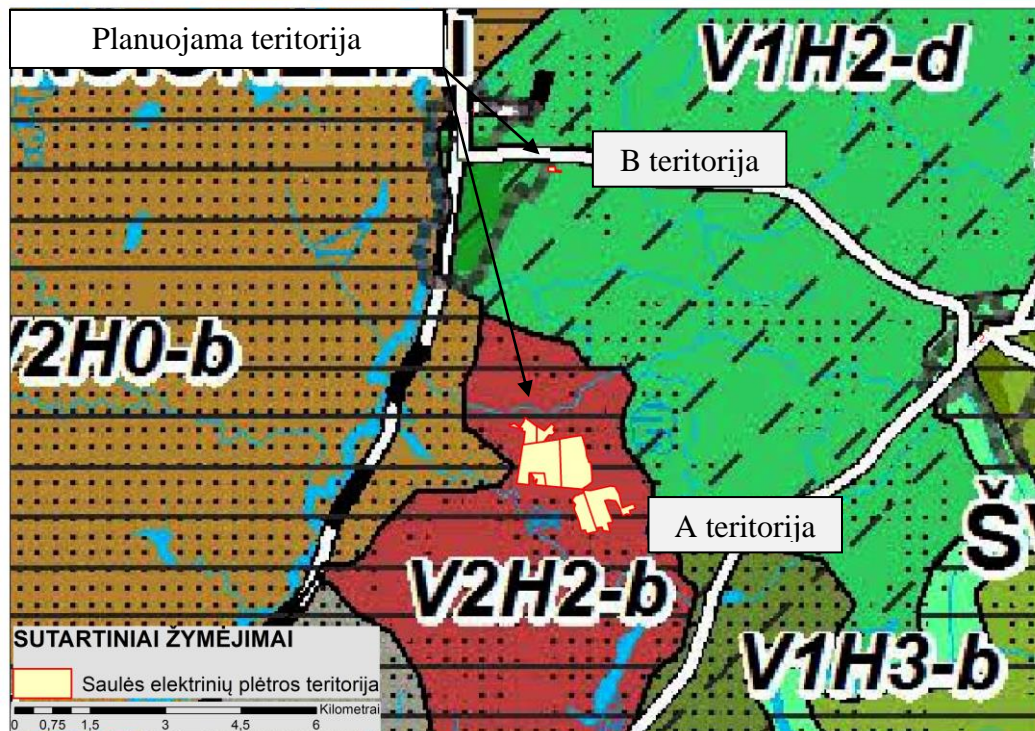 Planuojama teritorija
V1H2-d
B teritorija
V2H0-b
A teritorija
V2H2-b
V1H3-b
SUTARTINIAI ŽYMĖJIMAI
Saulės elektrinių plėtros teritorija
Kilometrai
0 0,75 1,5 3 4,5 6